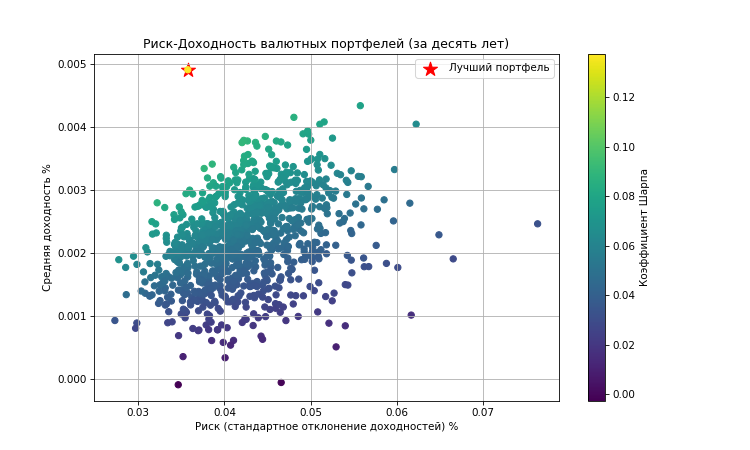 Риск-Доходность валютных портфелей (за десять лет)
Лучший портфель
Средняя доходность %
0.005
0.004
0.003
0.002
0.001
0.000
0.03 0.04 0.05 0.06 0.07
Риск (стандартное отклонение доходностей) %
0.12
0.10
0.08
0.06
0.04
0.02
0.00
Коэффициент Шарпа